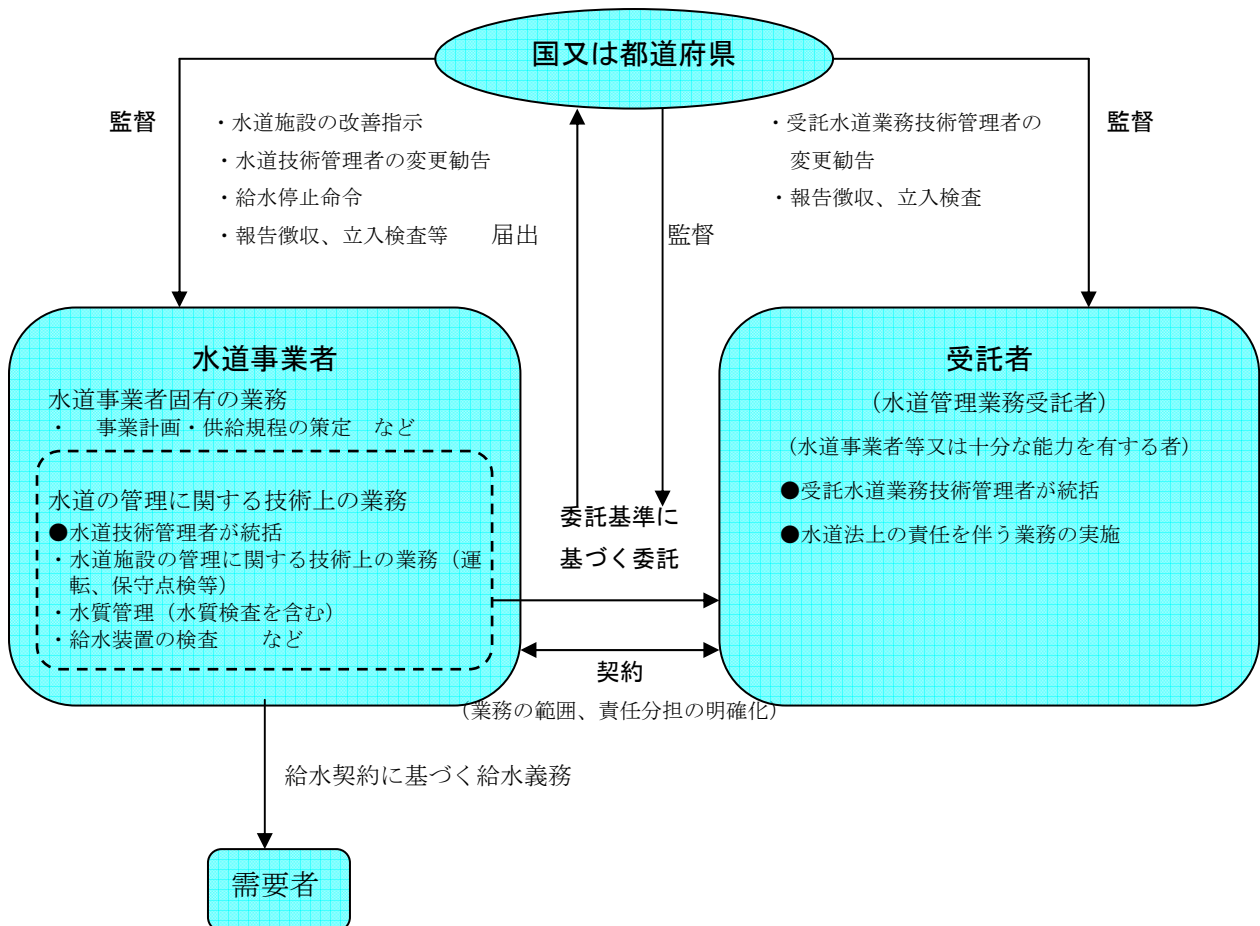 国又は都道府県
監督
・水道施設の改善指示
・水道技術管理者の変更勧告
・給水停止命令
・報告徴収、立入検査等
届出
監督
・受託水道業務技術管理者の
変更勧告
・報告徴収、立入検査
監督
水道事業者
水道事業者固有の業務
・　事業計画・供給規程の策定　など
水道の管理に関する技術上の業務
●水道技術管理者が統括
・水道施設の管理に関する技術上の業務（運
転、保守点検等）
・水質管理（水質検査を含む）
・給水装置の検査　　など
委託基準に
基づく委託
契約
（業務の範囲、責任分担の明確化）
受託者
（水道管理業務受託者）
（水道事業者等又は十分な能力を有する者）
●受託水道業務技術管理者が統括
●水道法上の責任を伴う業務の実施
給水契約に基づく給水義務
需要者